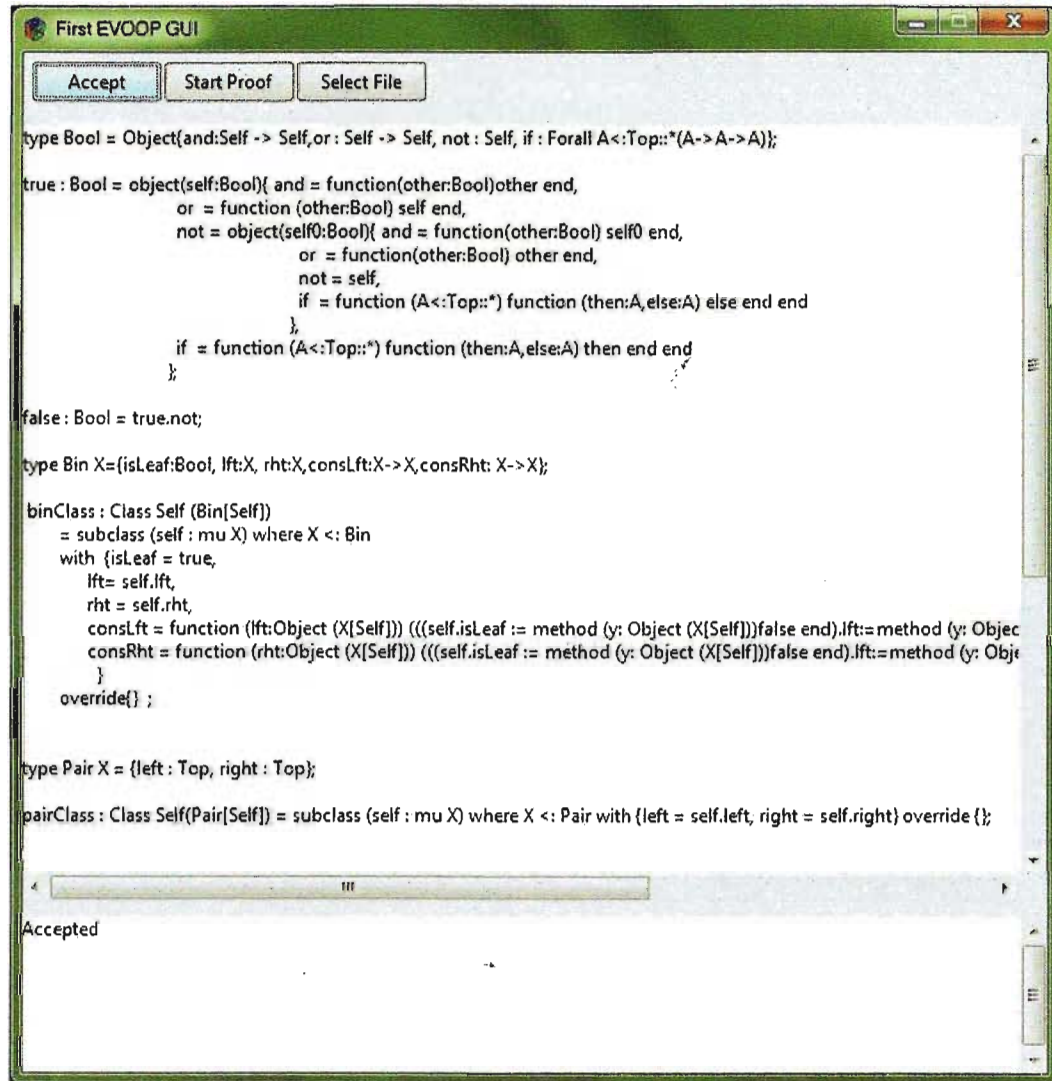 First EVOOP GUI
Accept Start Proof Select File
type Bool = Object{and:Self -> Self,or : Self -> Self, not : Self, if : Forall A<:Top::*(A->A->A)};
true : Bool = object(self:Bool){ and = function(other:Bool)other end,
or = function (other:Bool) self end,
not = object(self0:Bool){ and = function(other:Bool) self0 end,
or = function(other:Bool) other end,
not = self,
if = function (A<:Top::*) function (then:A,else:A) else end end
},
if = function (A<:Top::*) function (then:A,else:A) then end end
};
false : Bool = true.not;
type Bin X={isLeaf:Bool, lft:X, rht:X,consLft:X->X,consRht: X->X};
binClass : Class Self (Bin[Self])
= subclass (self : mu X) where X <: Bin
with {isLeaf = true,
lft= self.lft,
rht = self.rht,
consLft = function (lft:Object (X[Self])) (((self.isLeaf := method (y: Object (X[Self]))false end).lft:=method (y: Objec
consRht = function (rht:Object (X[Self])) (((self.isLeaf := method (y: Object (X[Self]))false end).lft:=method (y: Obje
}
override{} ;
type Pair X = {left : Top, right : Top};
pairClass : Class Self(Pair[Self]) = subclass (self : mu X) where X <: Pair with {left = self.left, right = self.right} override {};
Accepted